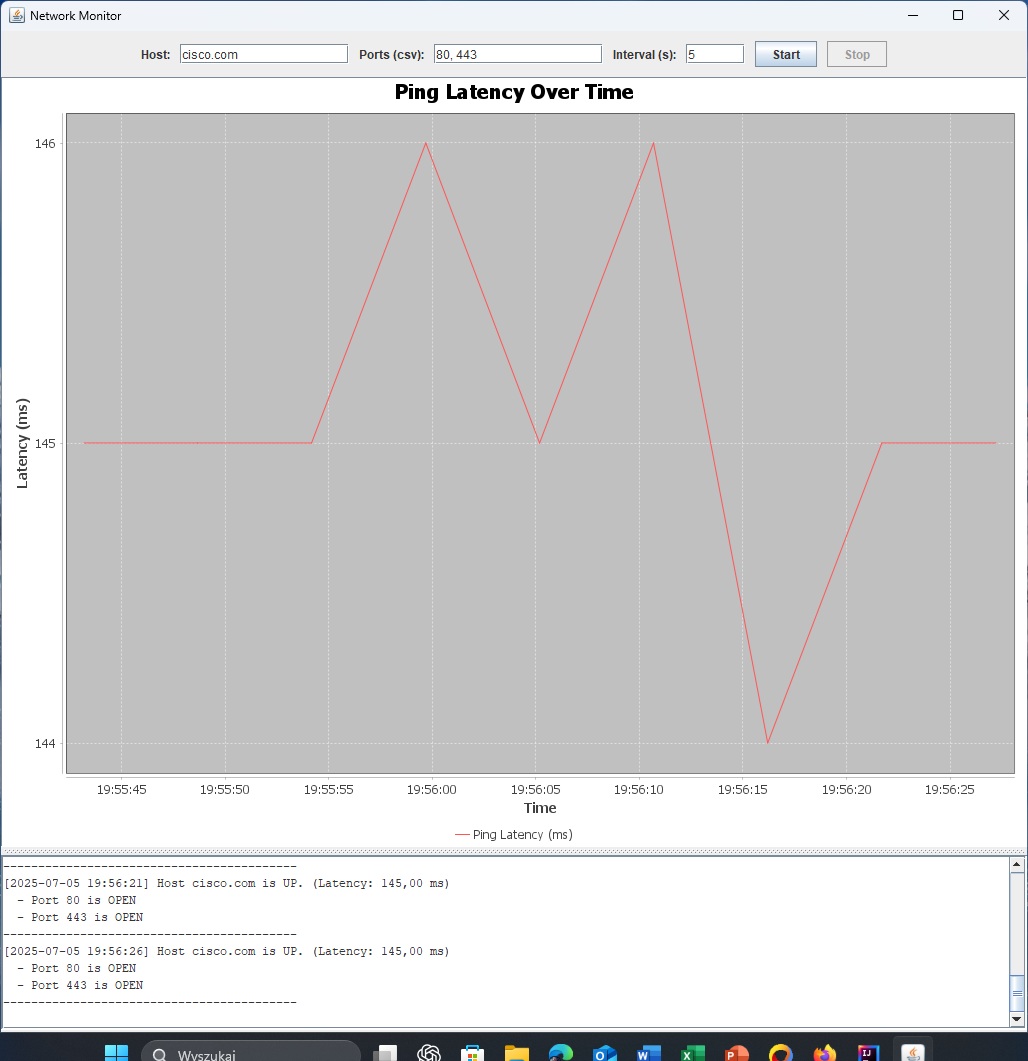 Network Monitor
Host: cisco.com Ports (csv): 80, 443 Interval (s): 5 Start Stop
Ping Latency Over Time
146
145
144
Latency (ms)
19:55:45 19:55:50 19:55:55 19:56:00 19:56:05 19:56:10 19:56:15 19:56:20 19:56:25
Time
Ping Latency (ms)
----------------------------------------
[2025-07-05 19:56:21] Host cisco.com is UP. (Latency: 145,00 ms)
- Port 80 is OPEN
- Port 443 is OPEN
----------------------------------------
[2025-07-05 19:56:26] Host cisco.com is UP. (Latency: 145,00 ms)
- Port 80 is OPEN
- Port 443 is OPEN
----------------------------------------
Wyszukaj